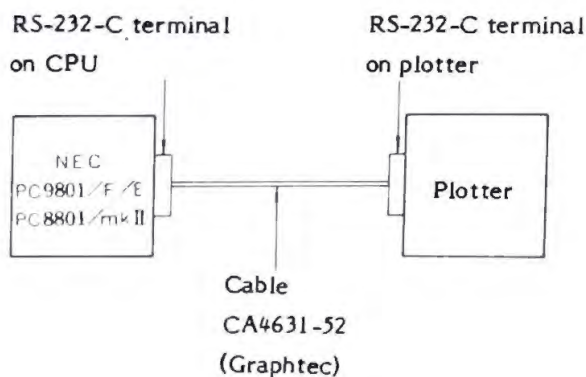 RS-232-C terminal
on CPU
RS-232-C terminal
on plotter
NEC
PC9801/F/E
PC8801/mkII
Plotter
Cable
CA4631-52
(Graphtec)